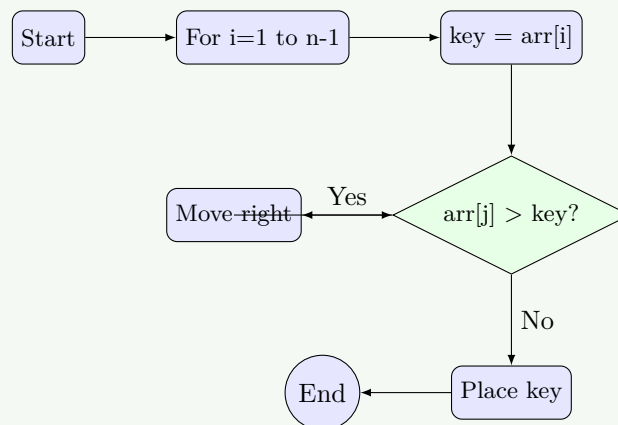 Start
For i=1 to n-1
key = arr[i]
Move right
Yes
arr[j] > key?
No
End
Place key